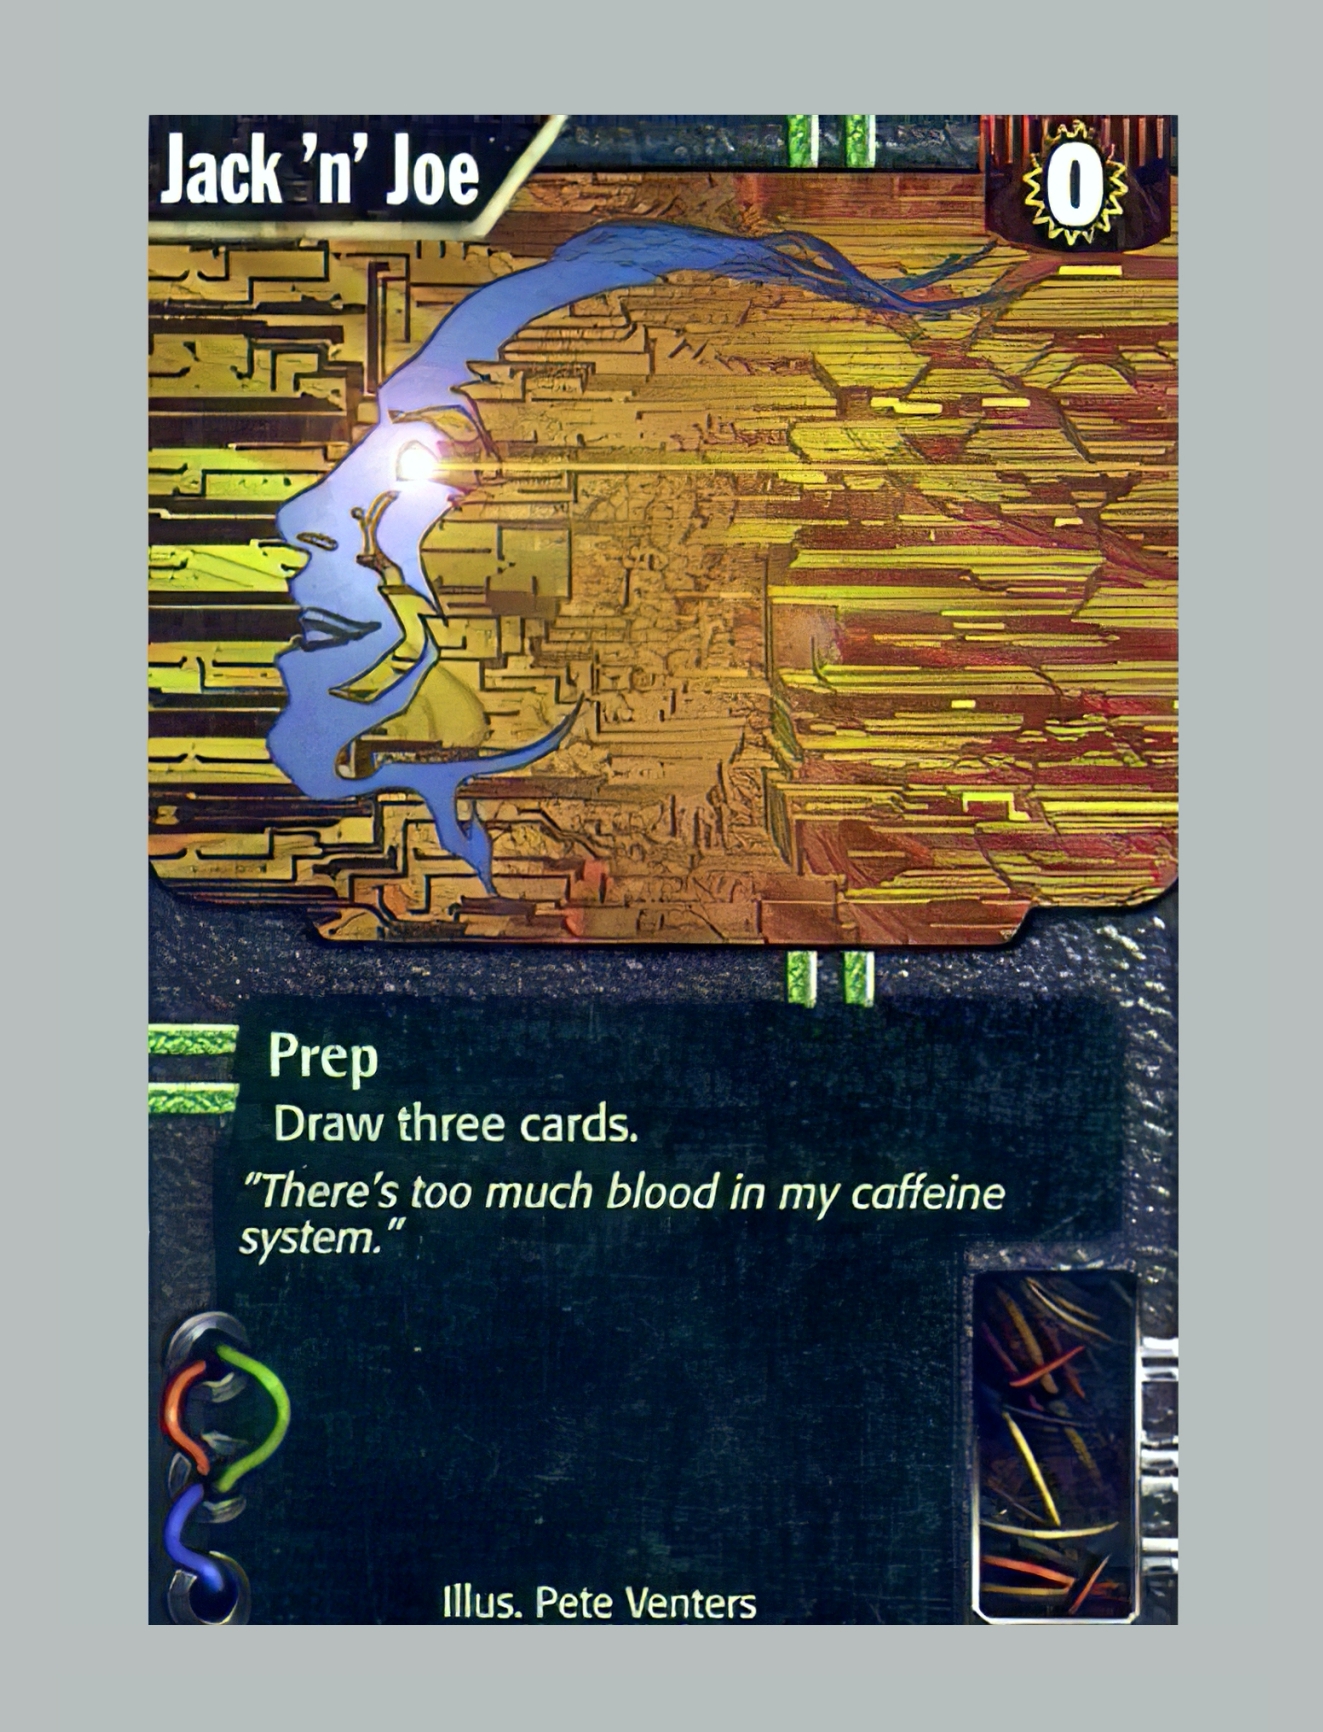 Jack 'n' Joe
0
Prep
Draw three cards.
"There's too much blood in my caffeine
system."
Illus. Pete Venters